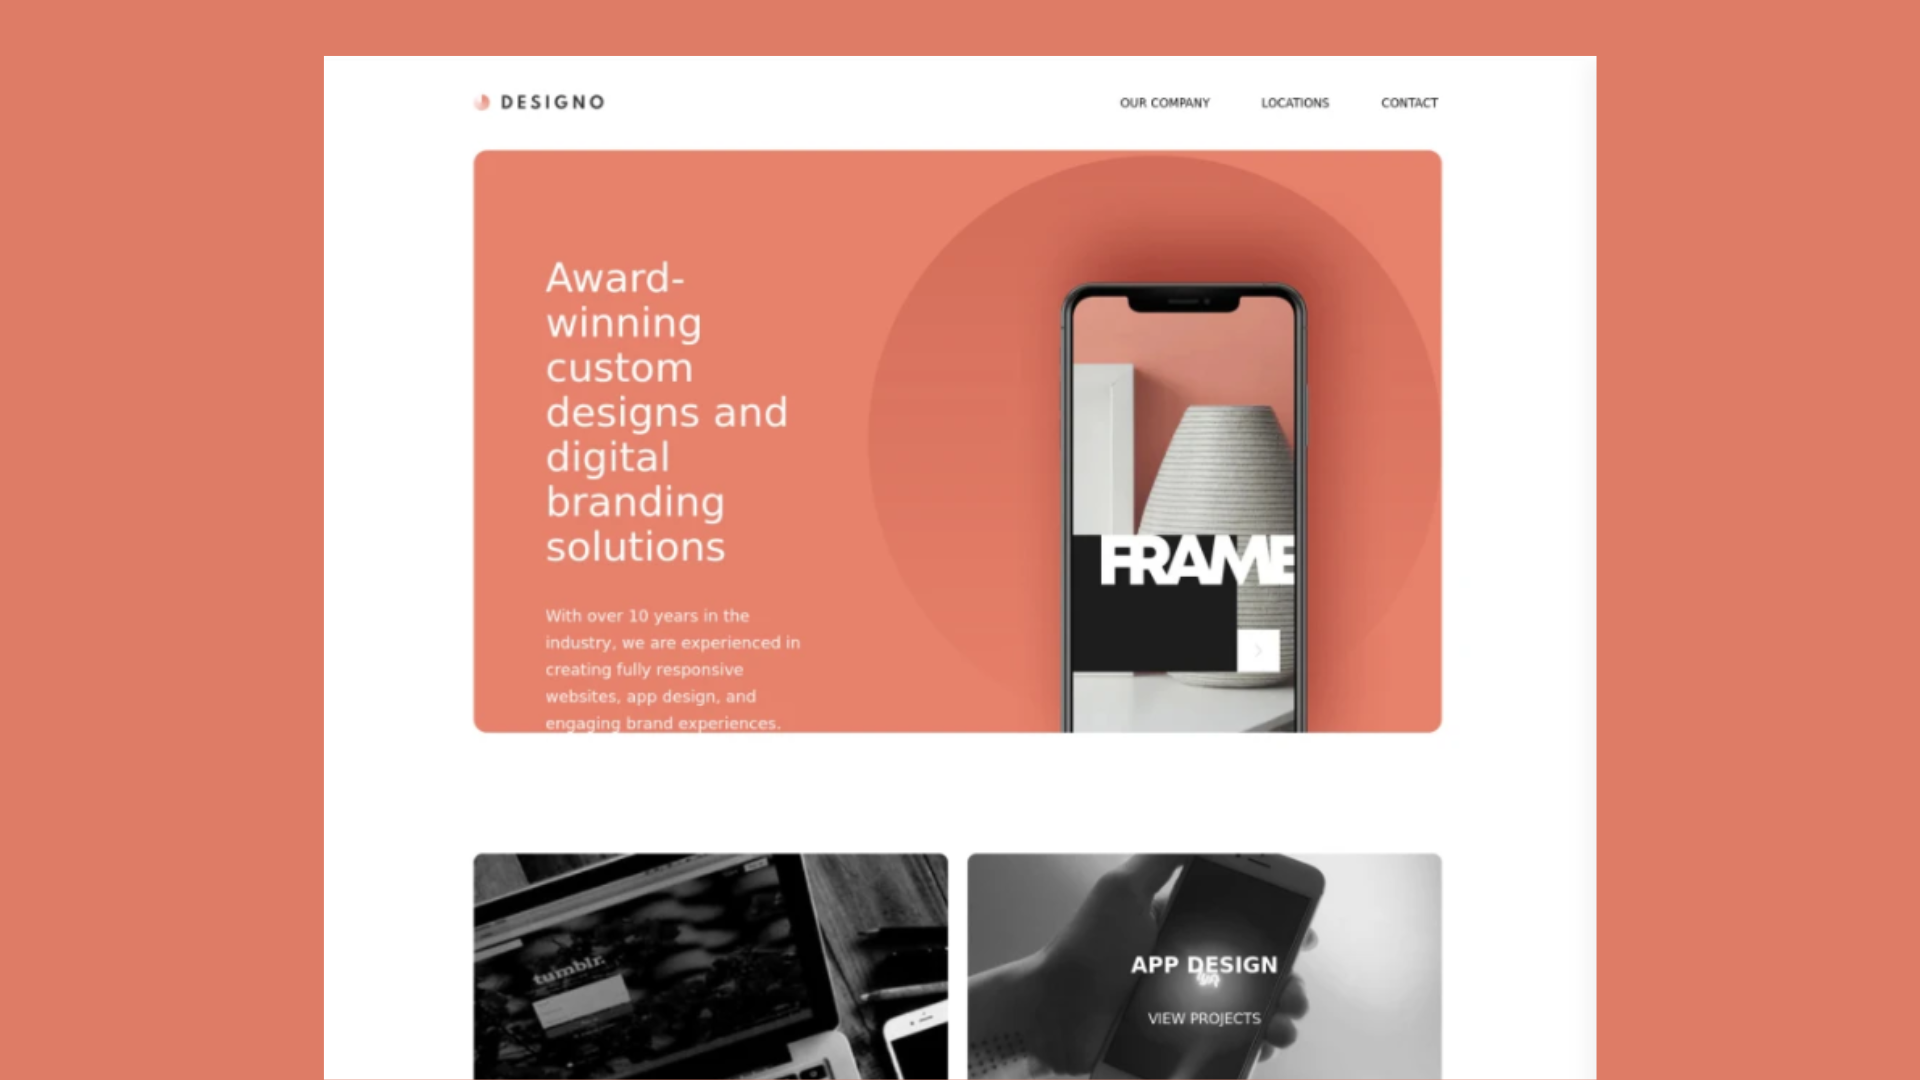 DESIGNO
OUR COMPANY
LOCATIONS
CONTACT
Award-
winning
custom
designs and
digital
branding
solutions
With over 10 years in the
industry, we are experienced in
creating fully responsive
websites, app design, and
engaging brand experiences.
FRAME
tumblr.
APP DESIGN
VIEW PROJECTS